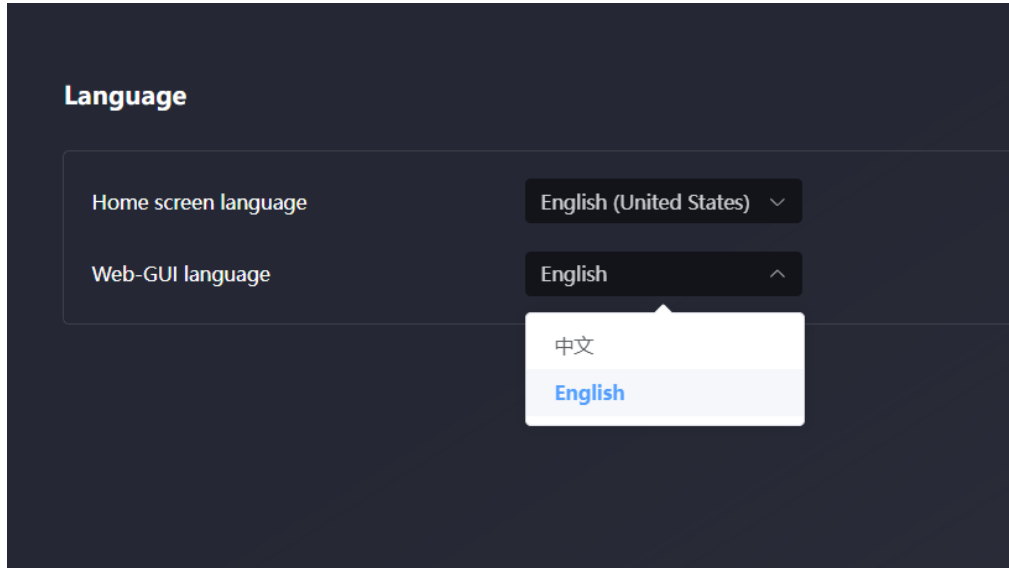 Language
Home screen language English (United States)
Web-GUI language English
中文
English